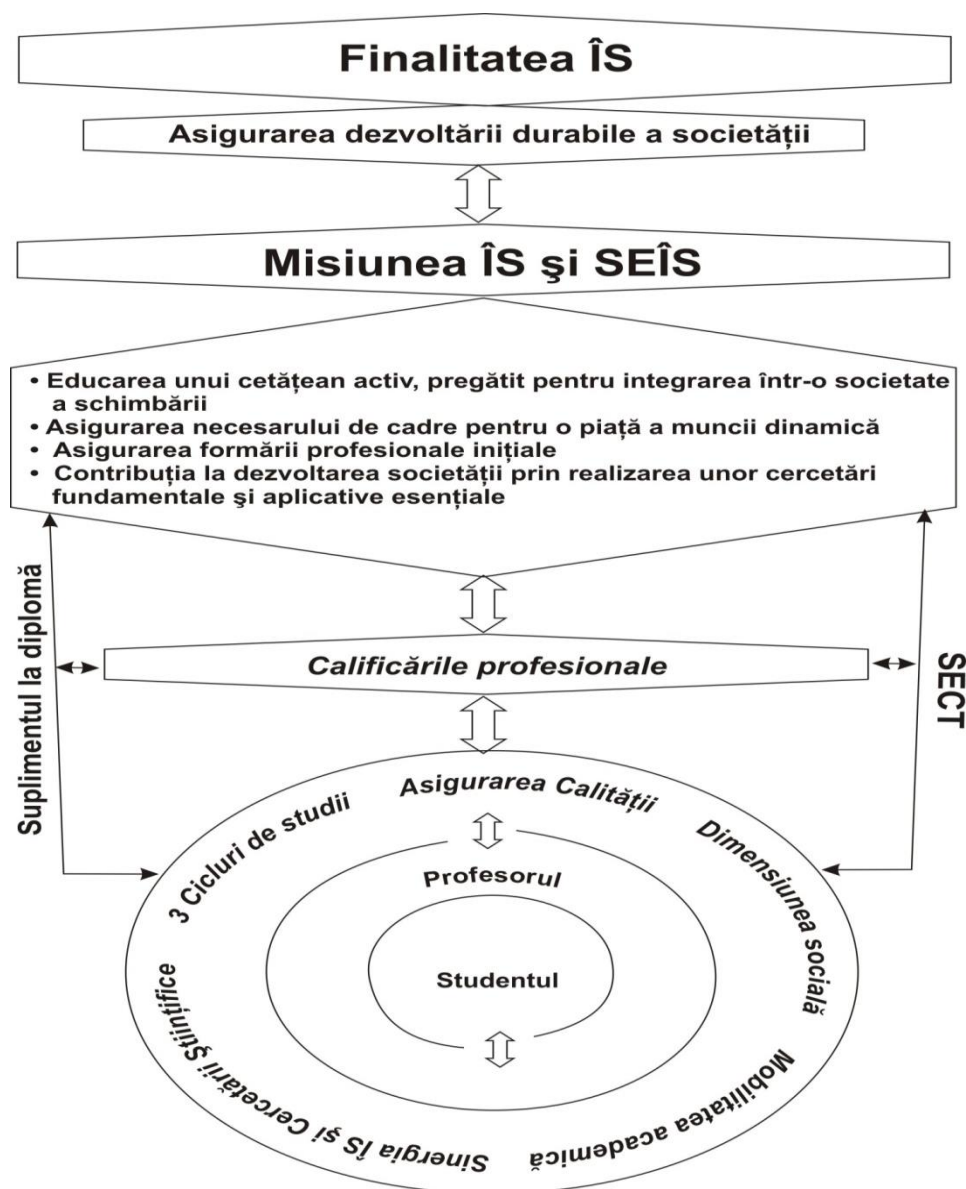 Finalitatea ÎS
Asigurarea dezvoltării durabile a societății
Misiunea ÎS şi SEÎS
• Educarea unui cetățean activ, pregătit pentru integrarea într-o societate
a schimbării
• Asigurarea necesarului de cadre pentru o piață a muncii dinamică
• Asigurarea formării profesionale inițiale
• Contribuția la dezvoltarea societății prin realizarea unor cercetări
fundamentale şi aplicative esențiale
Suplimentul la diplomă
Calificările profesionale
SECT
3 Cicluri de studii
Asigurarea Calității
Dimensiunea socială
Profesorul
Studentul
Sinergia ÎS şi Cercetării Științifice
Mobilitatea academică